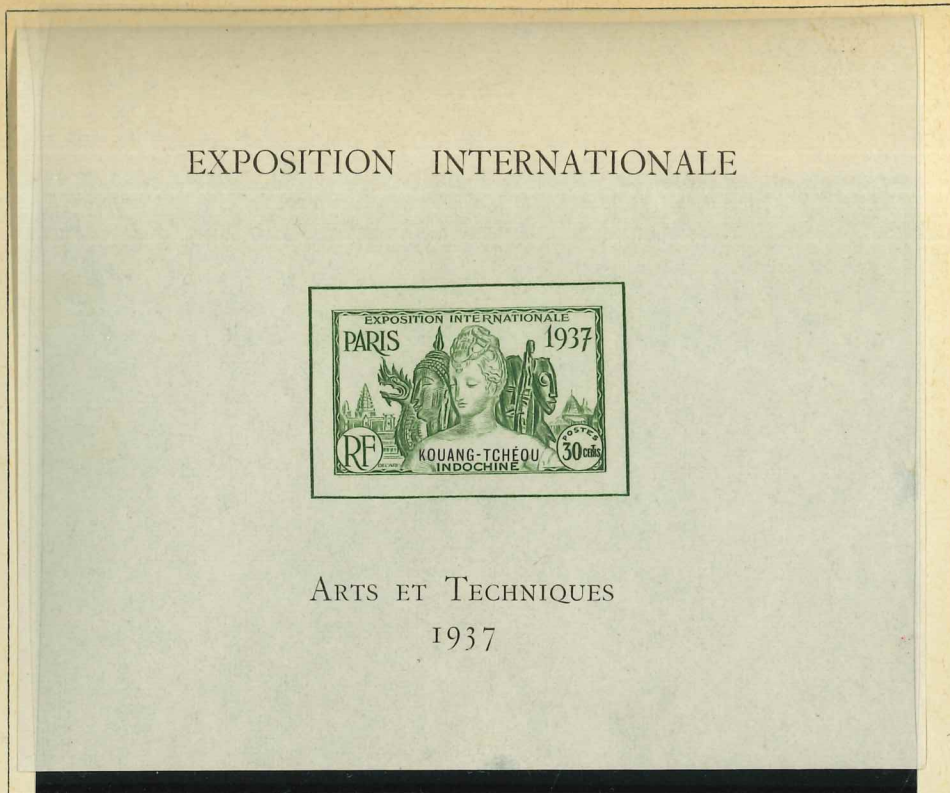 EXPOSITION INTERNATIONALE
EXPOSITION INTERNATIONALE
PARIS 1937
RF
KOUANG-TCHÉOU
INDOCHINE
POSTES
30 CENTS
ARTS ET TECHNIQUES
1937